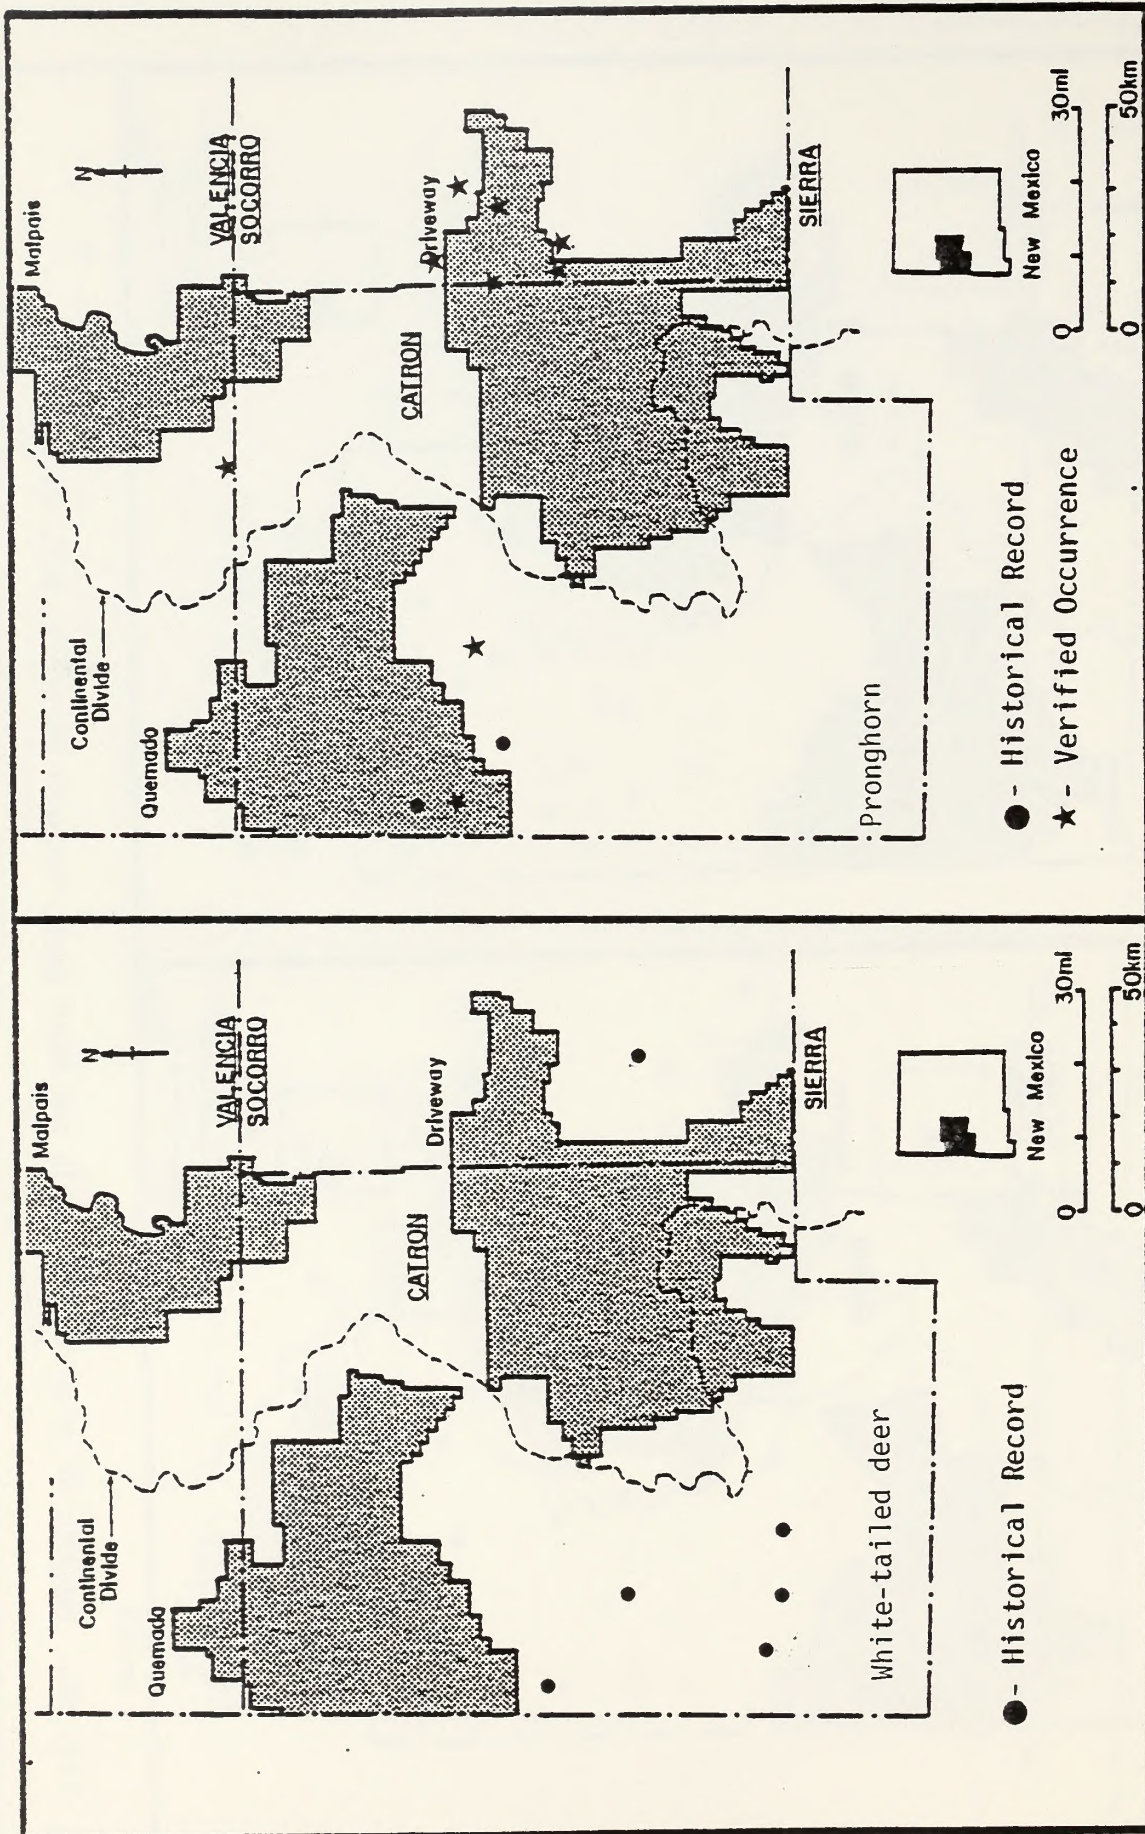 Malpais
N
VALENCIA
SOCORRO
Continental
Divide
Quemado
CATRON
Driveway
SIERRA
White-tailed deer
New Mexico
0 30mi
0 50km
● - Historical Record
Malpais
N
VALENCIA
SOCORRO
Continental
Divide
Quemado
CATRON
Driveway
SIERRA
Pronghorn
New Mexico
0 30mi
0 50km
● - Historical Record
★ - Verified Occurrence